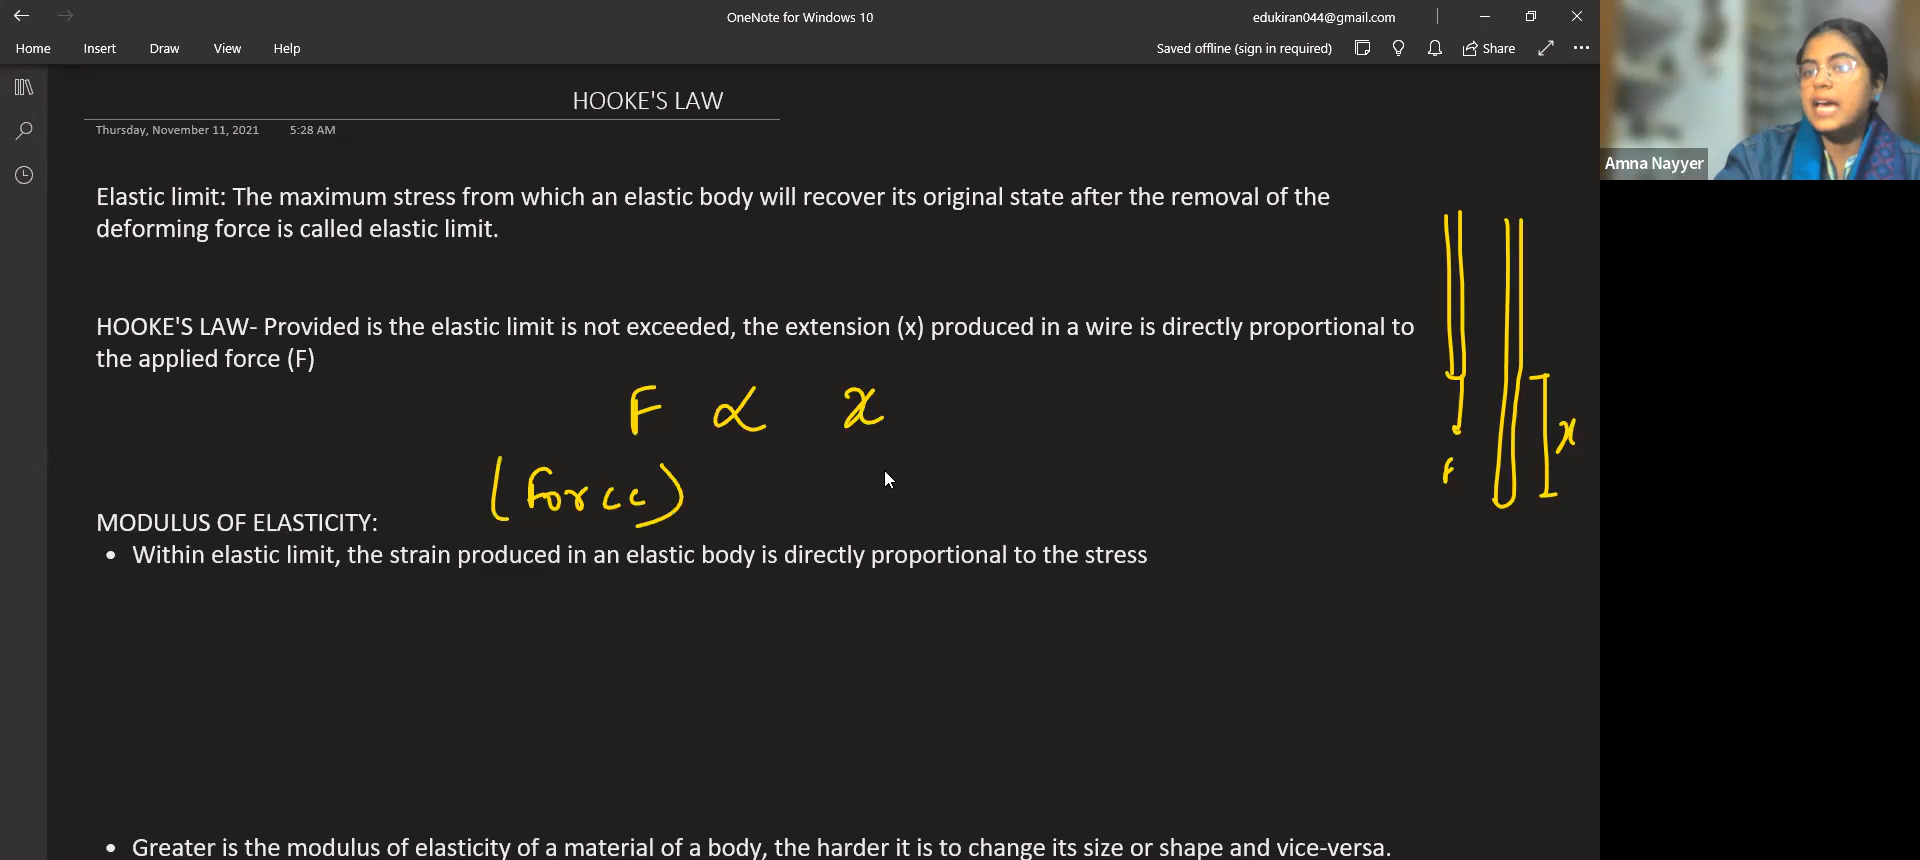 OneNote for Windows 10
edukiran044@gmail.com
Home Insert Draw View Help
Saved offline (sign in required) Share
HOOKE'S LAW
Thursday, November 11, 2021 5:28 AM
Amna Nayyer
Elastic limit: The maximum stress from which an elastic body will recover its original state after the removal of the
deforming force is called elastic limit.
HOOKE'S LAW- Provided is the elastic limit is not exceeded, the extension (x) produced in a wire is directly proportional to
the applied force (F)
F ∝ x
(Force)
F
x
MODULUS OF ELASTICITY:
• Within elastic limit, the strain produced in an elastic body is directly proportional to the stress
• Greater is the modulus of elasticity of a material of a body, the harder it is to change its size or shape and vice-versa.